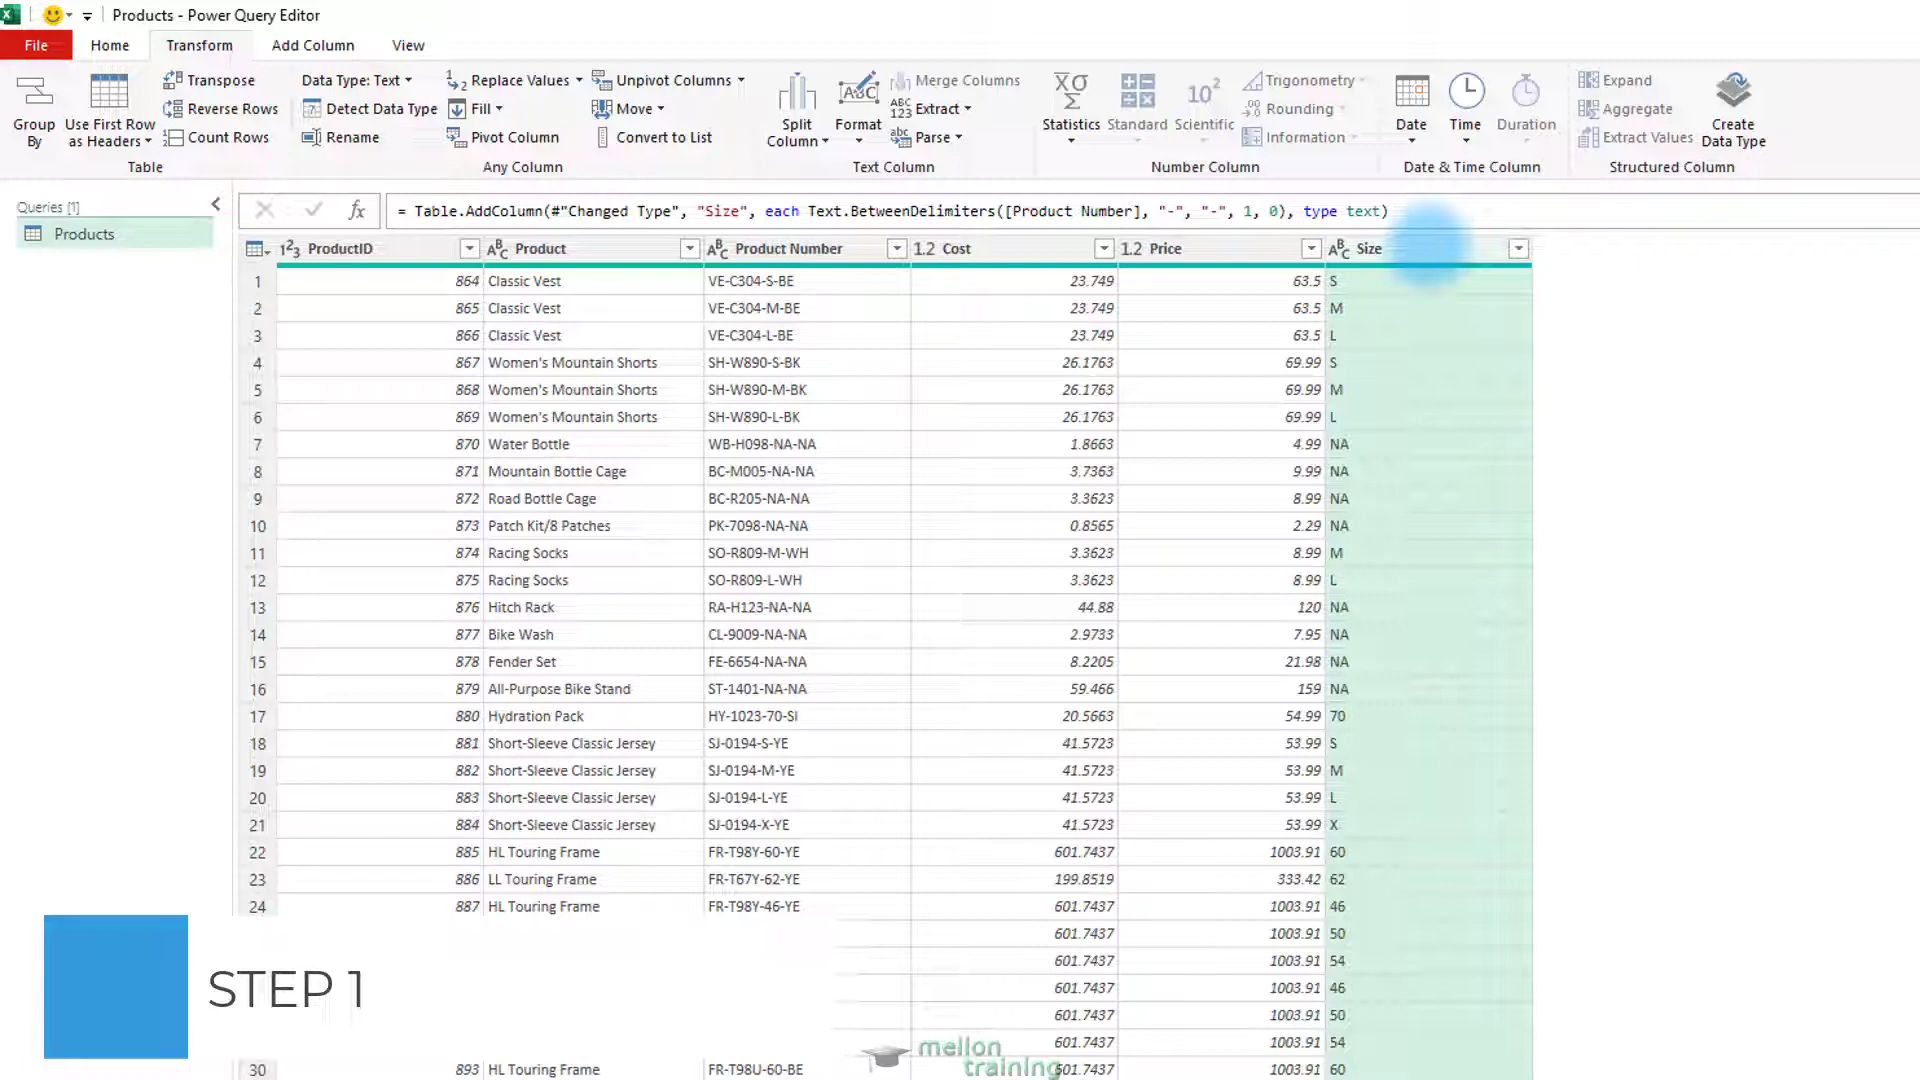 Products - Power Query Editor
File Home Transform Add Column View
Group By
Use First Row as Headers
Transpose
Reverse Rows
Count Rows
Table
Data Type: Text
Detect Data Type
Rename
Replace Values
Fill
Pivot Column
Unpivot Columns
Move
Convert to List
Any Column
Split Column
Format
Merge Columns
Extract
Parse
Text Column
Statistics
Standard
Scientific
Trigonometry
Rounding
Information
Number Column
Date
Time
Duration
Date & Time Column
Expand
Aggregate
Extract Values
Structured Column
Create Data Type
Queries [1]
Products
= Table.AddColumn(#"Changed Type", "Size", each Text.BetweenDelimiters([Product Number], "-", "-", 1, 0), type text)
ProductID Product Product Number 1.2 Cost 1.2 Price Size
1 864 Classic Vest VE-C304-S-BE 23.749 63.5 S
2 865 Classic Vest VE-C304-M-BE 23.749 63.5 M
3 866 Classic Vest VE-C304-L-BE 23.749 63.5 L
4 867 Women's Mountain Shorts SH-W890-S-BK 26.1763 69.99 S
5 868 Women's Mountain Shorts SH-W890-M-BK 26.1763 69.99 M
6 869 Women's Mountain Shorts SH-W890-L-BK 26.1763 69.99 L
7 870 Water Bottle WB-H098-NA-NA 1.8663 4.99 NA
8 871 Mountain Bottle Cage BC-M005-NA-NA 3.7363 9.99 NA
9 872 Road Bottle Cage BC-R205-NA-NA 3.3623 8.99 NA
10 873 Patch Kit/8 Patches PK-7098-NA-NA 0.8565 2.29 NA
11 874 Racing Socks SO-R809-M-WH 3.3623 8.99 M
12 875 Racing Socks SO-R809-L-WH 3.3623 8.99 L
13 876 Hitch Rack RA-H123-NA-NA 44.88 120 NA
14 877 Bike Wash CL-9009-NA-NA 2.9733 7.95 NA
15 878 Fender Set FE-6654-NA-NA 8.2205 21.98 NA
16 879 All-Purpose Bike Stand ST-1401-NA-NA 59.466 159 NA
17 880 Hydration Pack HY-1023-70-SI 20.5663 54.99 70
18 881 Short-Sleeve Classic Jersey SJ-0194-S-YE 41.5723 53.99 S
19 882 Short-Sleeve Classic Jersey SJ-0194-M-YE 41.5723 53.99 M
20 883 Short-Sleeve Classic Jersey SJ-0194-L-YE 41.5723 53.99 L
21 884 Short-Sleeve Classic Jersey SJ-0194-X-YE 41.5723 53.99 X
22 885 HL Touring Frame FR-T98Y-60-YE 601.7437 1003.91 60
23 886 LL Touring Frame FR-T67Y-62-YE 199.8519 333.42 62
24 887 HL Touring Frame FR-T98Y-46-YE 601.7437 1003.91 46
601.7437 1003.91 50
601.7437 1003.91 54
601.7437 1003.91 46
601.7437 1003.91 50
601.7437 1003.91 54
30 893 HL Touring Frame FR-T98U-60-BE 601.7437 1003.91 60
STEP 1
mellon
training